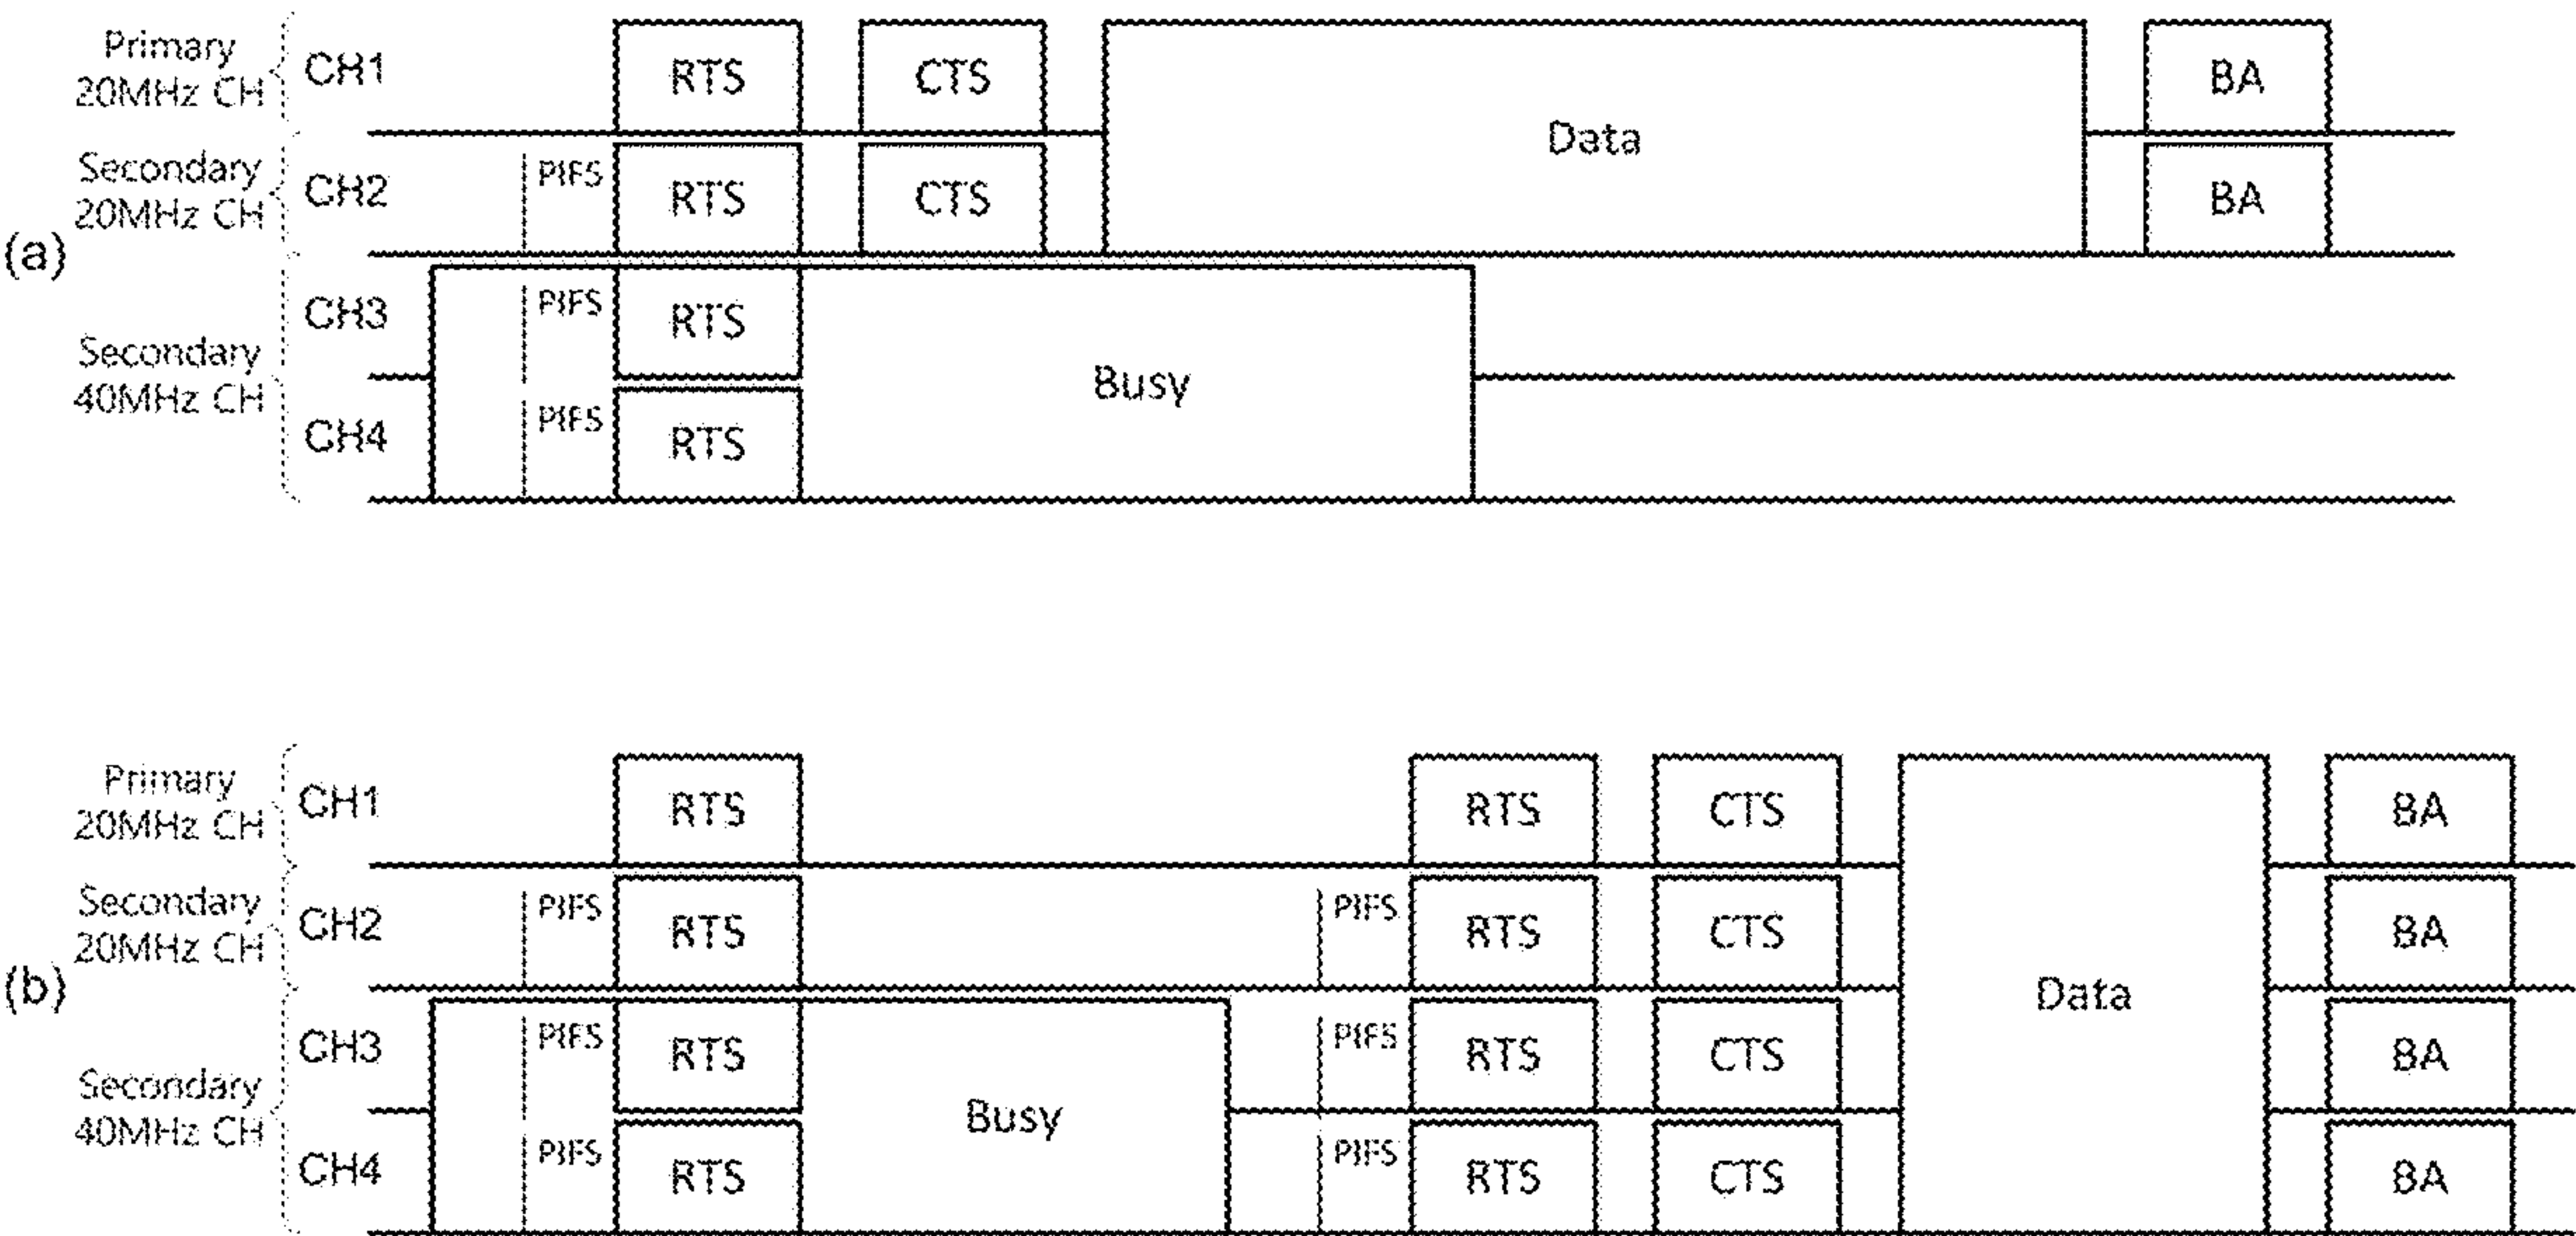 Primary
20MHz CH
CH1
RTS
CTS
Data
BA
Secondary
20MHz CH
CH2
PIFS
RTS
CTS
BA
(a)
Secondary
40MHz CH
CH3
PIFS
RTS
Busy
CH4
PIFS
RTS
Primary
20MHz CH
CH1
RTS
RTS
CTS
BA
Secondary
20MHz CH
CH2
PIFS
RTS
PIFS
RTS
CTS
Data
BA
(b)
Secondary
40MHz CH
CH3
PIFS
RTS
Busy
PIFS
RTS
CTS
BA
CH4
PIFS
RTS
PIFS
RTS
CTS
BA